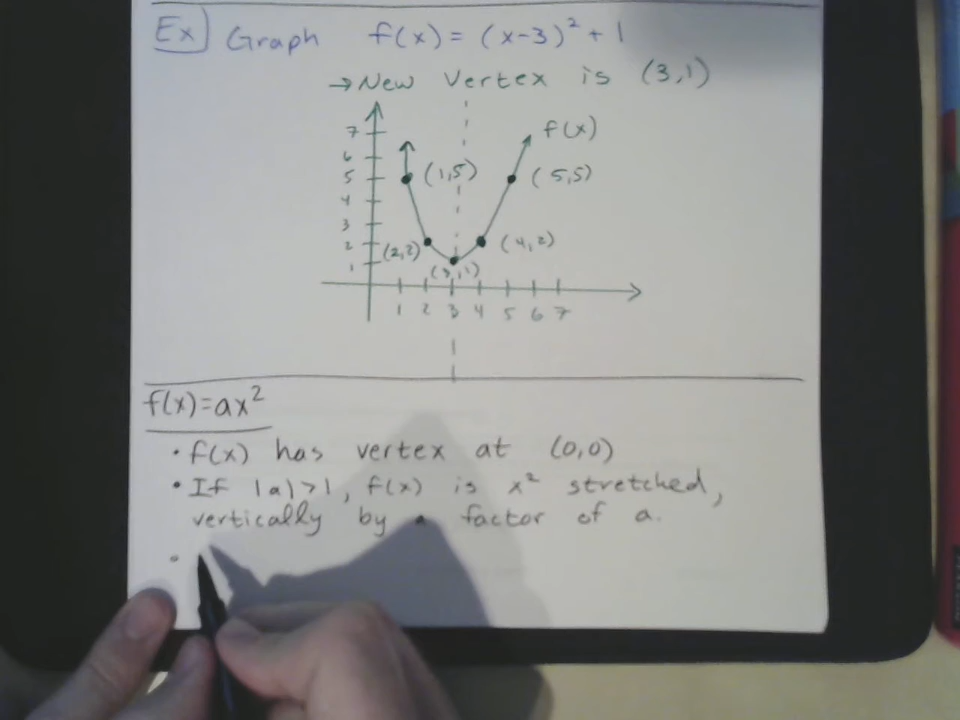 Ex Graph f(x) = (x-3)² + 1
→ New Vertex is (3,1)
7 f(x)
6
5 (1,5) (5,5)
4
3
2 (2,2) (4,2)
1 (3,1)
1 2 3 4 5 6 7
f(x)=ax²
• f(x) has vertex at (0,0)
• If |a|>1, f(x) is x² stretched,
vertically by a factor of a.
•